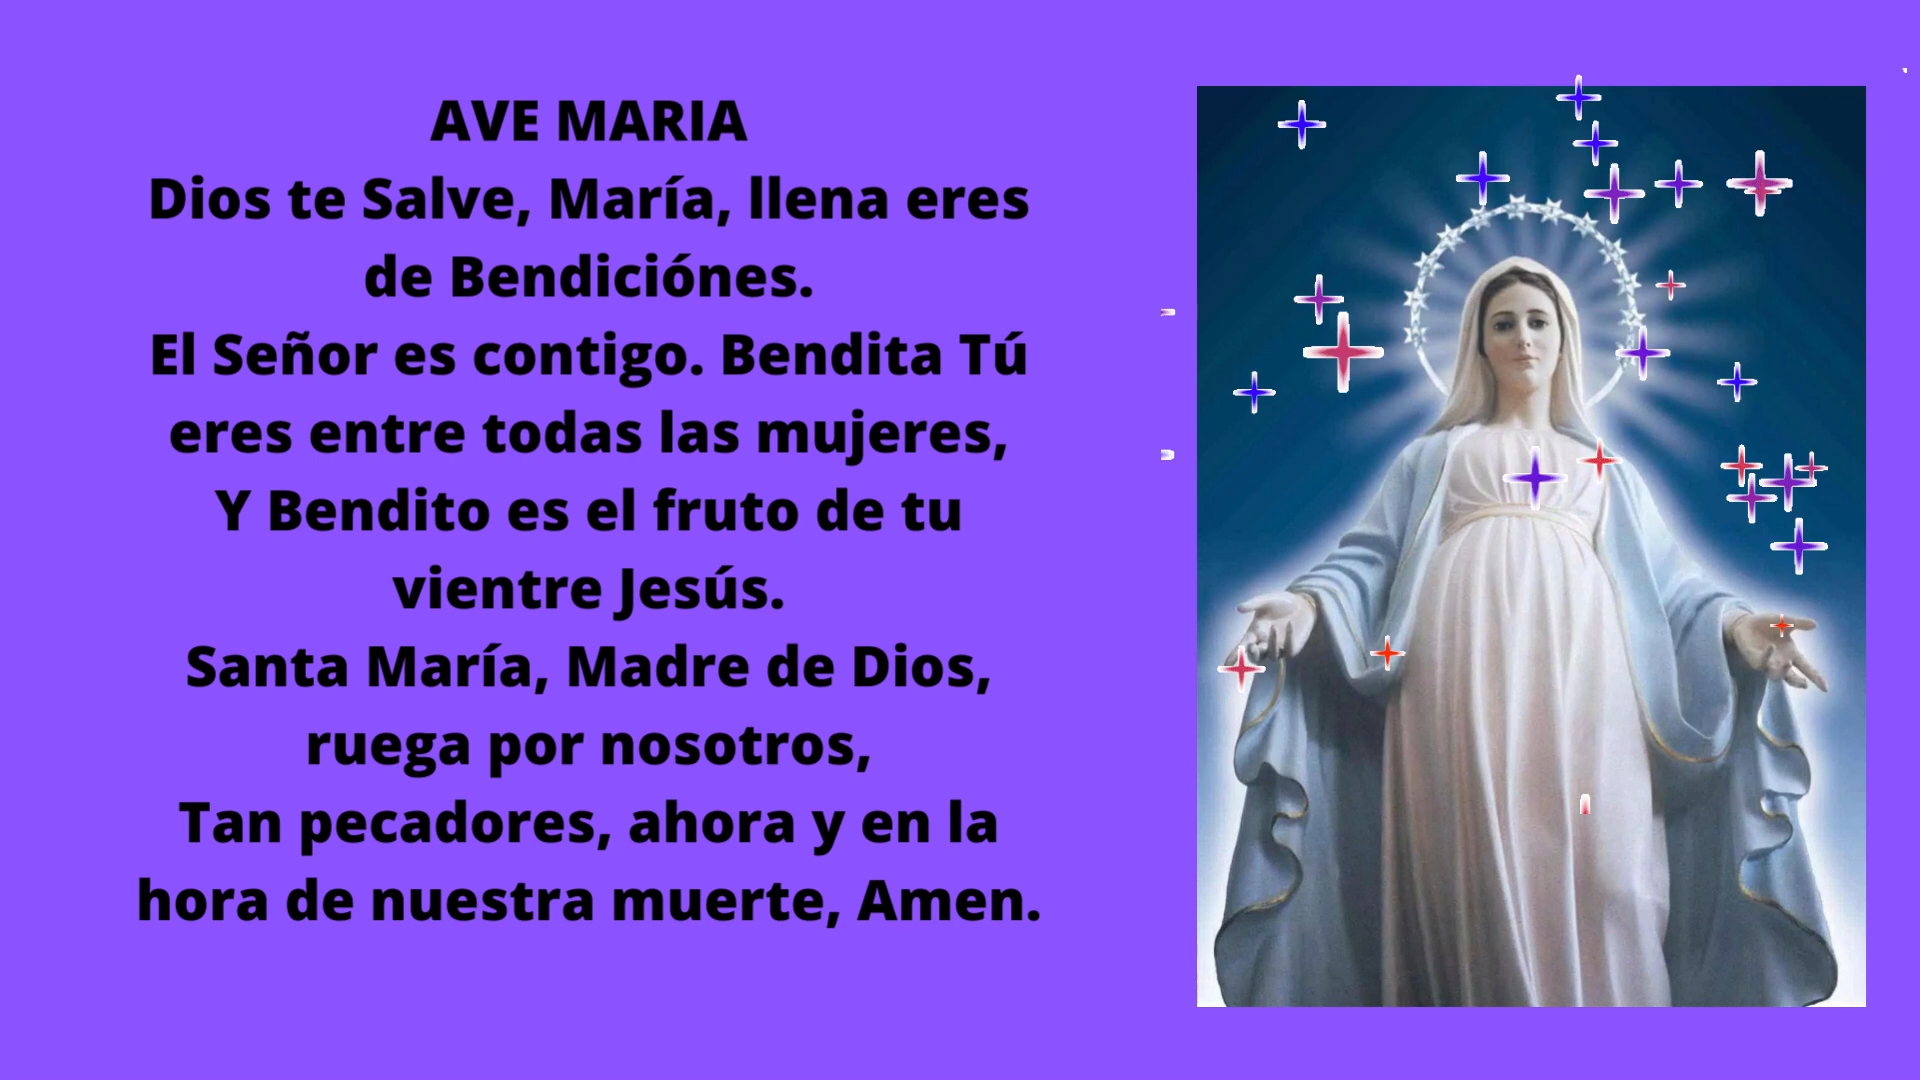 AVE MARIA
Dios te Salve, María, llena eres
de Bendiciónes.
El Señor es contigo. Bendita Tú
eres entre todas las mujeres,
Y Bendito es el fruto de tu
vientre Jesús.
Santa María, Madre de Dios,
ruega por nosotros,
Tan pecadores, ahora y en la
hora de nuestra muerte, Amen.